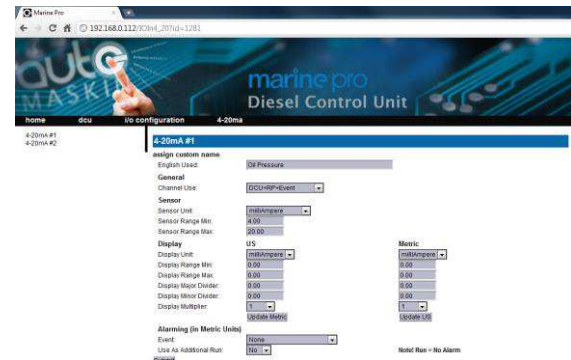 Marine Pro
192.168.0.112/IOIn4_20?id=1281
auto
MASKIN
marine pro
Diesel Control Unit
home dcu i/o configuration 4-20ma
4-20mA #1
4-20mA #2
4-20mA #1
assign custom name
English Used: Oil Pressure
General
Channel Use: DCU+RP+Event
Sensor
Sensor Unit: milliAmpere
Sensor Range Min: 4.00
Sensor Range Max: 20.00
Display US Metric
Display Unit: milliAmpere milliAmpere
Display Range Min: 0.00 0.00
Display Range Max: 0.00 0.00
Display Major Divider: 0.00 0.00
Display Minor Divider: 0.00 0.00
Display Multiplier: 1 1
Update Metric Update US
Alarming (in Metric Units)
Event: None
Use As Additional Run: No Note! Run = No Alarm